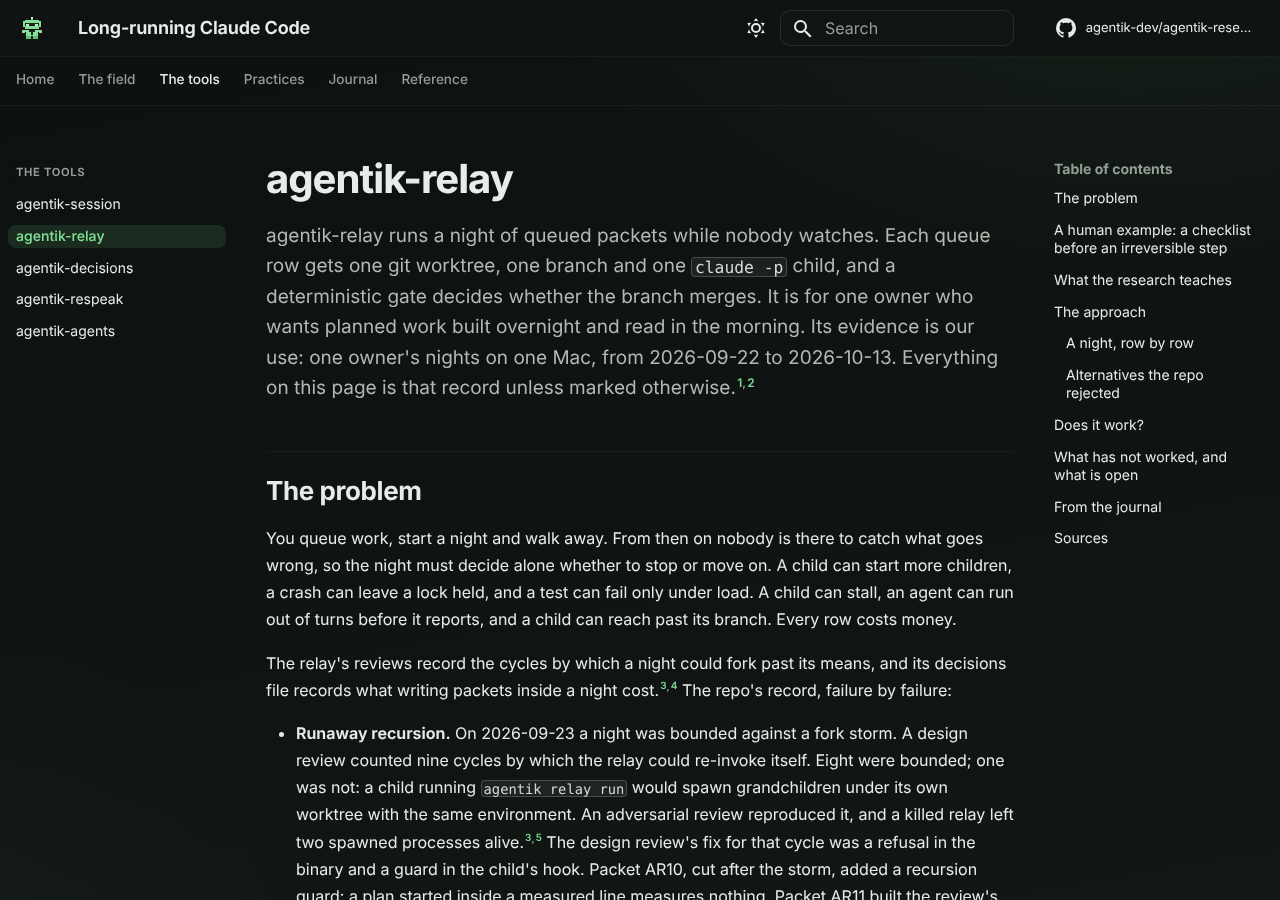 Long-running Claude Code
Search
agentik-dev/agentik-rese...
Home
The field
The tools
Practices
Journal
Reference
THE TOOLS
agentik-session
agentik-relay
agentik-decisions
agentik-respeak
agentik-agents
agentik-relay
agentik-relay runs a night of queued packets while nobody watches. Each queue
row gets one git worktree, one branch and one claude -p child, and a
deterministic gate decides whether the branch merges. It is for one owner who
wants planned work built overnight and read in the morning. Its evidence is our
use: one owner's nights on one Mac, from 2026-09-22 to 2026-10-13. Everything
on this page is that record unless marked otherwise.1,2
The problem
You queue work, start a night and walk away. From then on nobody is there to catch what goes
wrong, so the night must decide alone whether to stop or move on. A child can start more children,
a crash can leave a lock held, and a test can fail only under load. A child can stall, an agent can run
out of turns before it reports, and a child can reach past its branch. Every row costs money.
The relay's reviews record the cycles by which a night could fork past its means, and its decisions
file records what writing packets inside a night cost.3,4 The repo's record, failure by failure:
• Runaway recursion. On 2026-09-23 a night was bounded against a fork storm. A design
review counted nine cycles by which the relay could re-invoke itself. Eight were bounded; one
was not: a child running agentik relay run would spawn grandchildren under its own
worktree with the same environment. An adversarial review reproduced it, and a killed relay left
two spawned processes alive.3,5 The design review's fix for that cycle was a refusal in the
binary and a guard in the child's hook. Packet AR10, cut after the storm, added a recursion
guard: a plan started inside a measured line measures nothing. Packet AR11 built the review's
Table of contents
The problem
A human example: a checklist
before an irreversible step
What the research teaches
The approach
A night, row by row
Alternatives the repo
rejected
Does it work?
What has not worked, and
what is open
From the journal
Sources